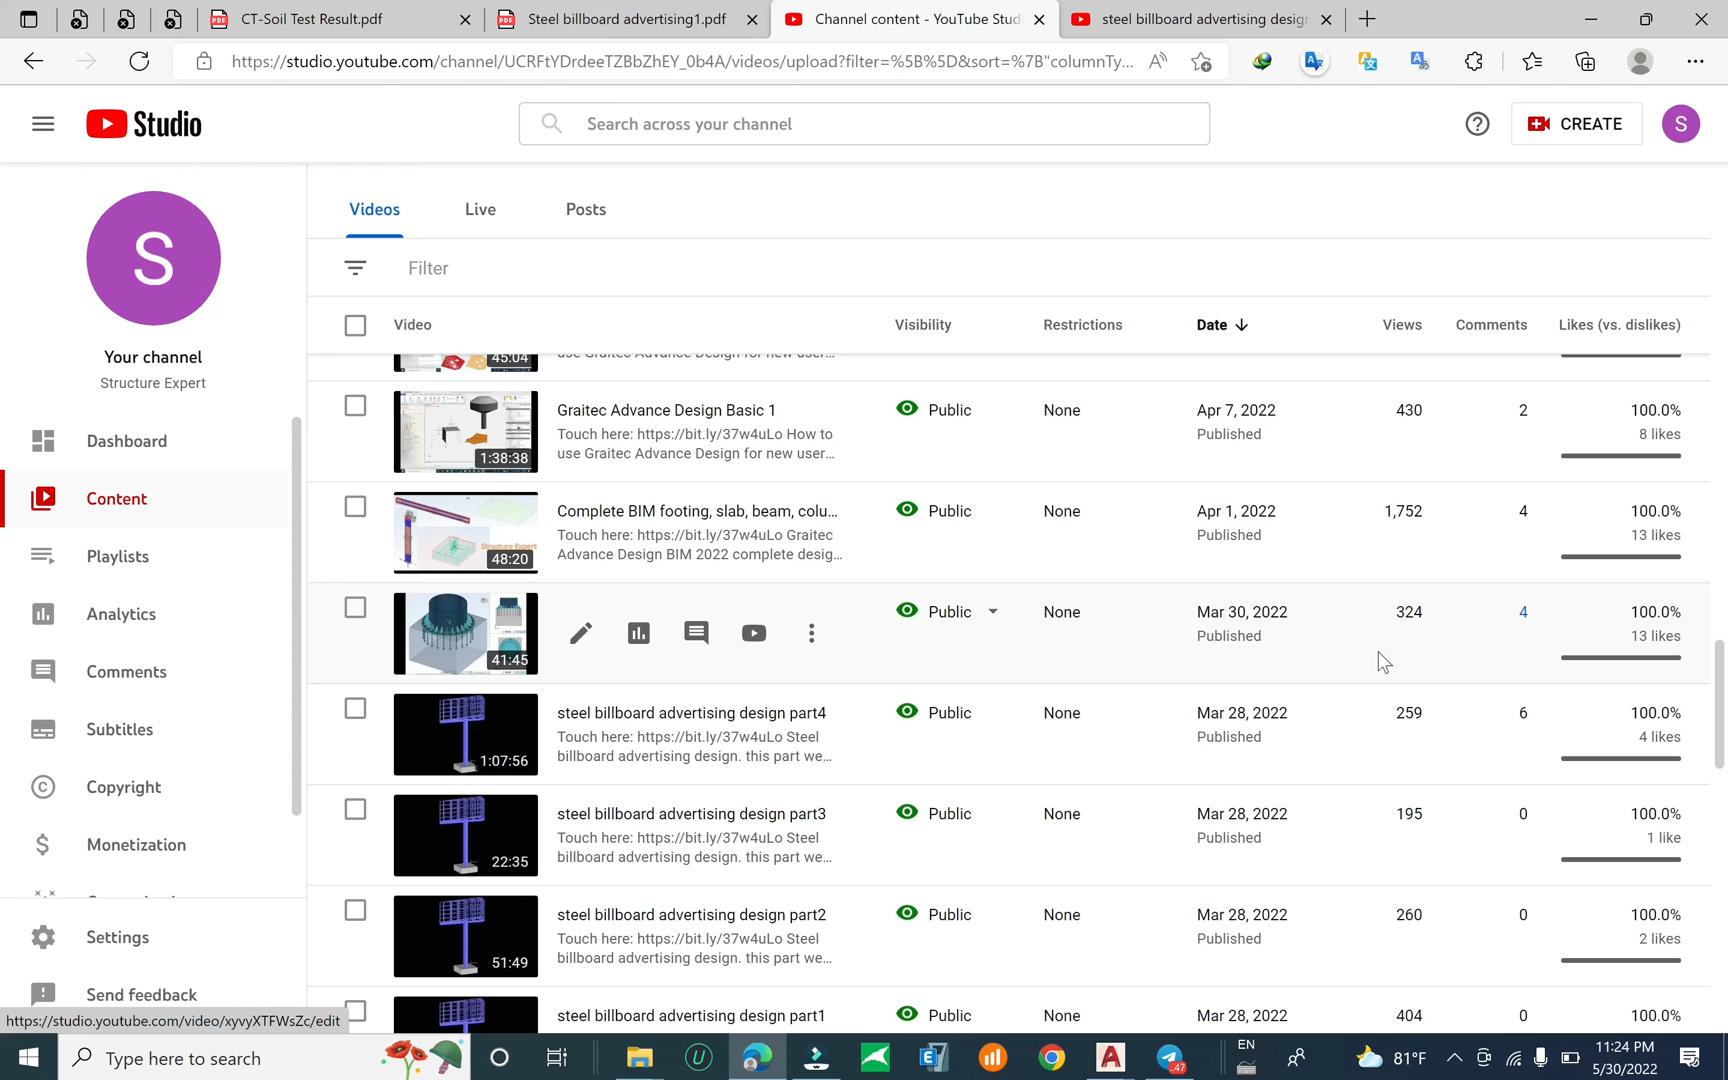 CT-Soil Test Result.pdf
Steel billboard advertising1.pdf
Channel content - YouTube Stud
steel billboard advertising desig
https://studio.youtube.com/channel/UCRFtYDrdeeTZBbZhEY_0b4A/videos/upload?filter=%5B%5D&sort=%7B"columnTy...
Studio
Search across your channel
CREATE
S
S
Your channel
Structure Expert
Dashboard
Content
Playlists
Analytics
Comments
Subtitles
Copyright
Monetization
Settings
Send feedback
Videos Live Posts
Filter
Video Visibility Restrictions Date Views Comments Likes (vs. dislikes)
45:04
use Graitec Advance Design for new user...
Graitec Advance Design Basic 1 Public None Apr 7, 2022 430 2 100.0%
Touch here: https://bit.ly/37w4uLo How to Published 8 likes
use Graitec Advance Design for new user...
1:38:38
Complete BIM footing, slab, beam, colu... Public None Apr 1, 2022 1,752 4 100.0%
Touch here: https://bit.ly/37w4uLo Graitec Published 13 likes
Advance Design BIM 2022 complete desig...
Structure Expert
48:20
Public None Mar 30, 2022 324 4 100.0%
Published 13 likes
41:45
steel billboard advertising design part4 Public None Mar 28, 2022 259 6 100.0%
Touch here: https://bit.ly/37w4uLo Steel Published 4 likes
billboard advertising design. this part we...
1:07:56
steel billboard advertising design part3 Public None Mar 28, 2022 195 0 100.0%
Touch here: https://bit.ly/37w4uLo Steel Published 1 like
billboard advertising design. this part we...
22:35
steel billboard advertising design part2 Public None Mar 28, 2022 260 0 100.0%
Touch here: https://bit.ly/37w4uLo Steel Published 2 likes
billboard advertising design. this part we...
51:49
steel billboard advertising design part1 Public None Mar 28, 2022 404 0 100.0%
https://studio.youtube.com/video/xyvyXTFWsZc/edit
Type here to search
.47
EN
81°F
11:24 PM
5/30/2022